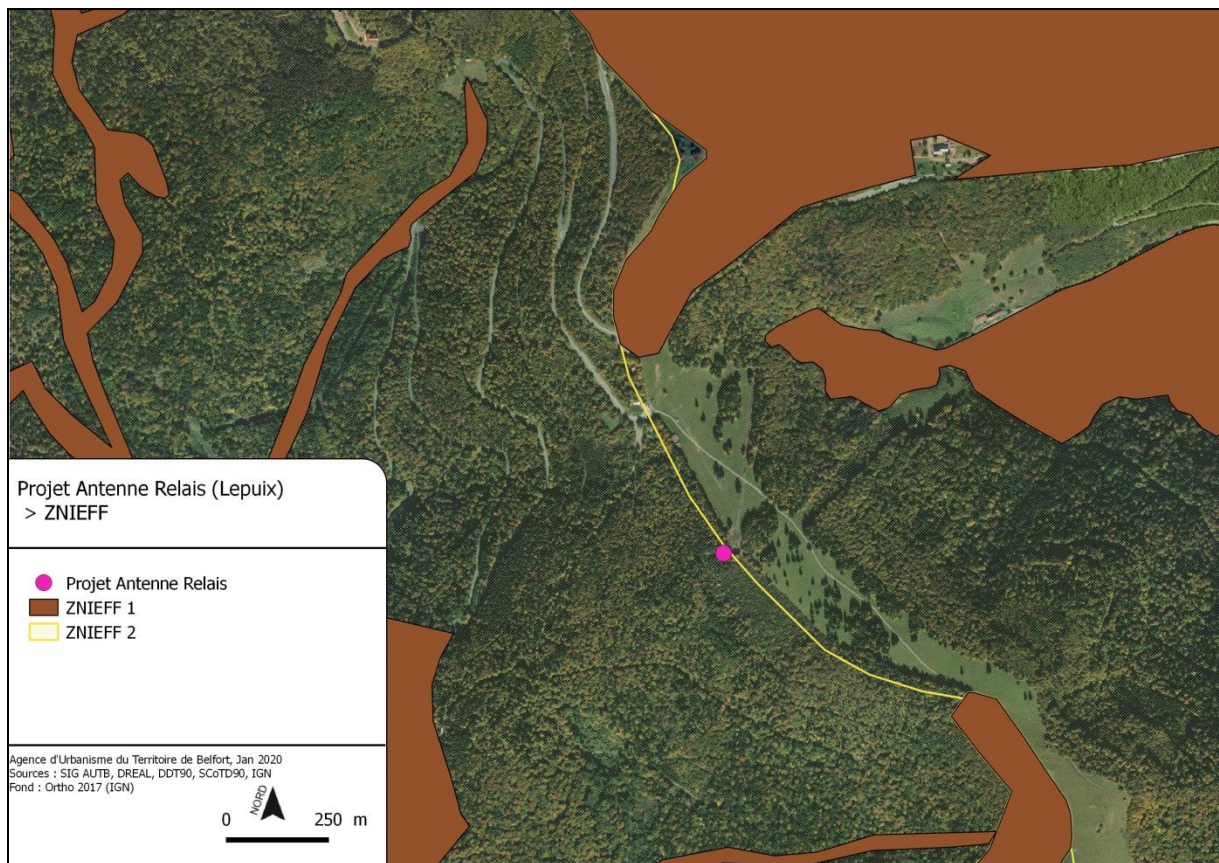 Projet Antenne Relais (Lepuix)
> ZNIEFF
Projet Antenne Relais
ZNIEFF 1
ZNIEFF 2
Agence d'Urbanisme du Territoire de Belfort, Jan 2020
Sources : SIG AUTB, DREAL, DDT90, SCoTD90, IGN
Fond : Ortho 2017 (IGN)
NORD
0 250 m